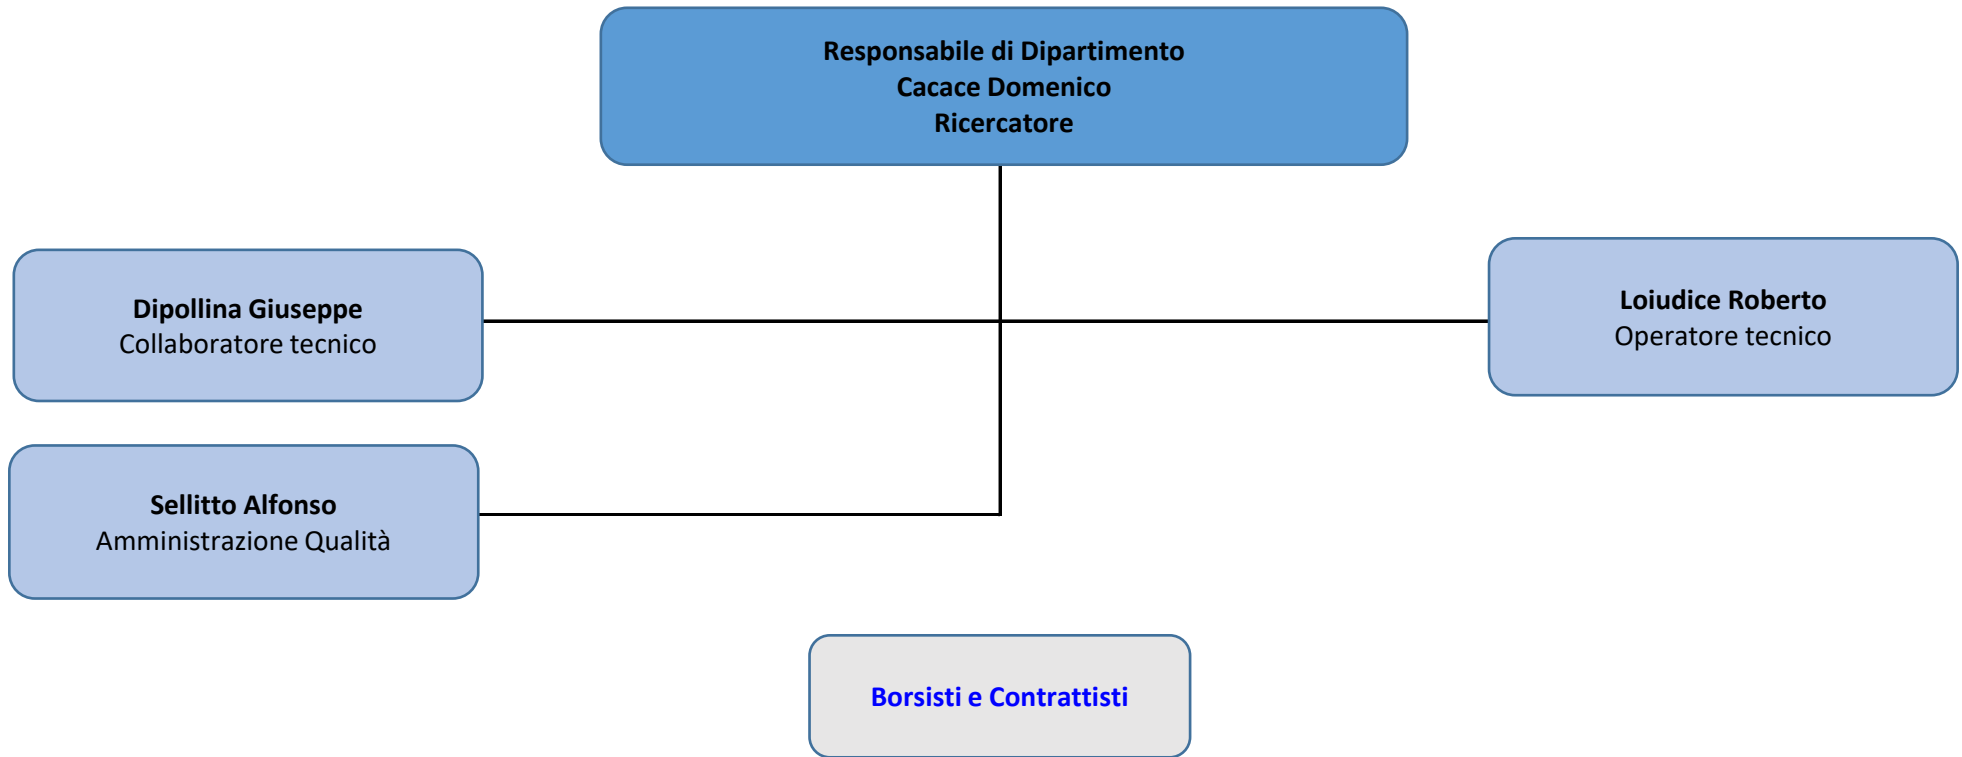 Responsabile di Dipartimento
Cacace Domenico
Ricercatore
Dipollina Giuseppe
Collaboratore tecnico
Loiudice Roberto
Operatore tecnico
Sellitto Alfonso
Amministrazione Qualità
Borsisti e Contrattisti